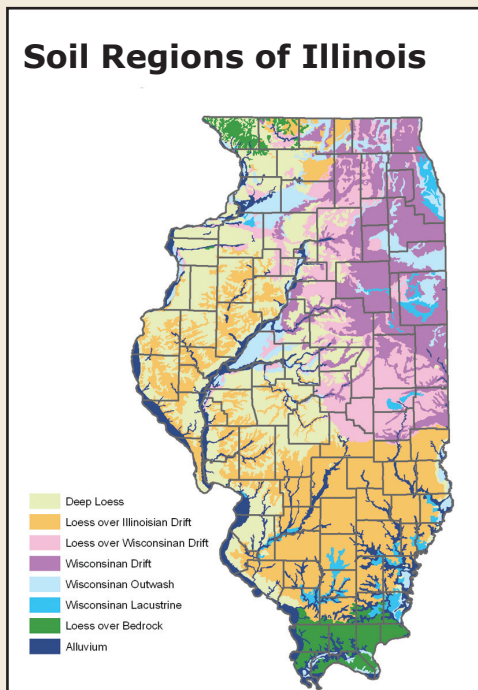 Soil Regions of Illinois
Deep Loess
Loess over Illinoisian Drift
Loess over Wisconsinan Drift
Wisconsinan Drift
Wisconsinan Outwash
Wisconsinan Lacustrine
Loess over Bedrock
Alluvium